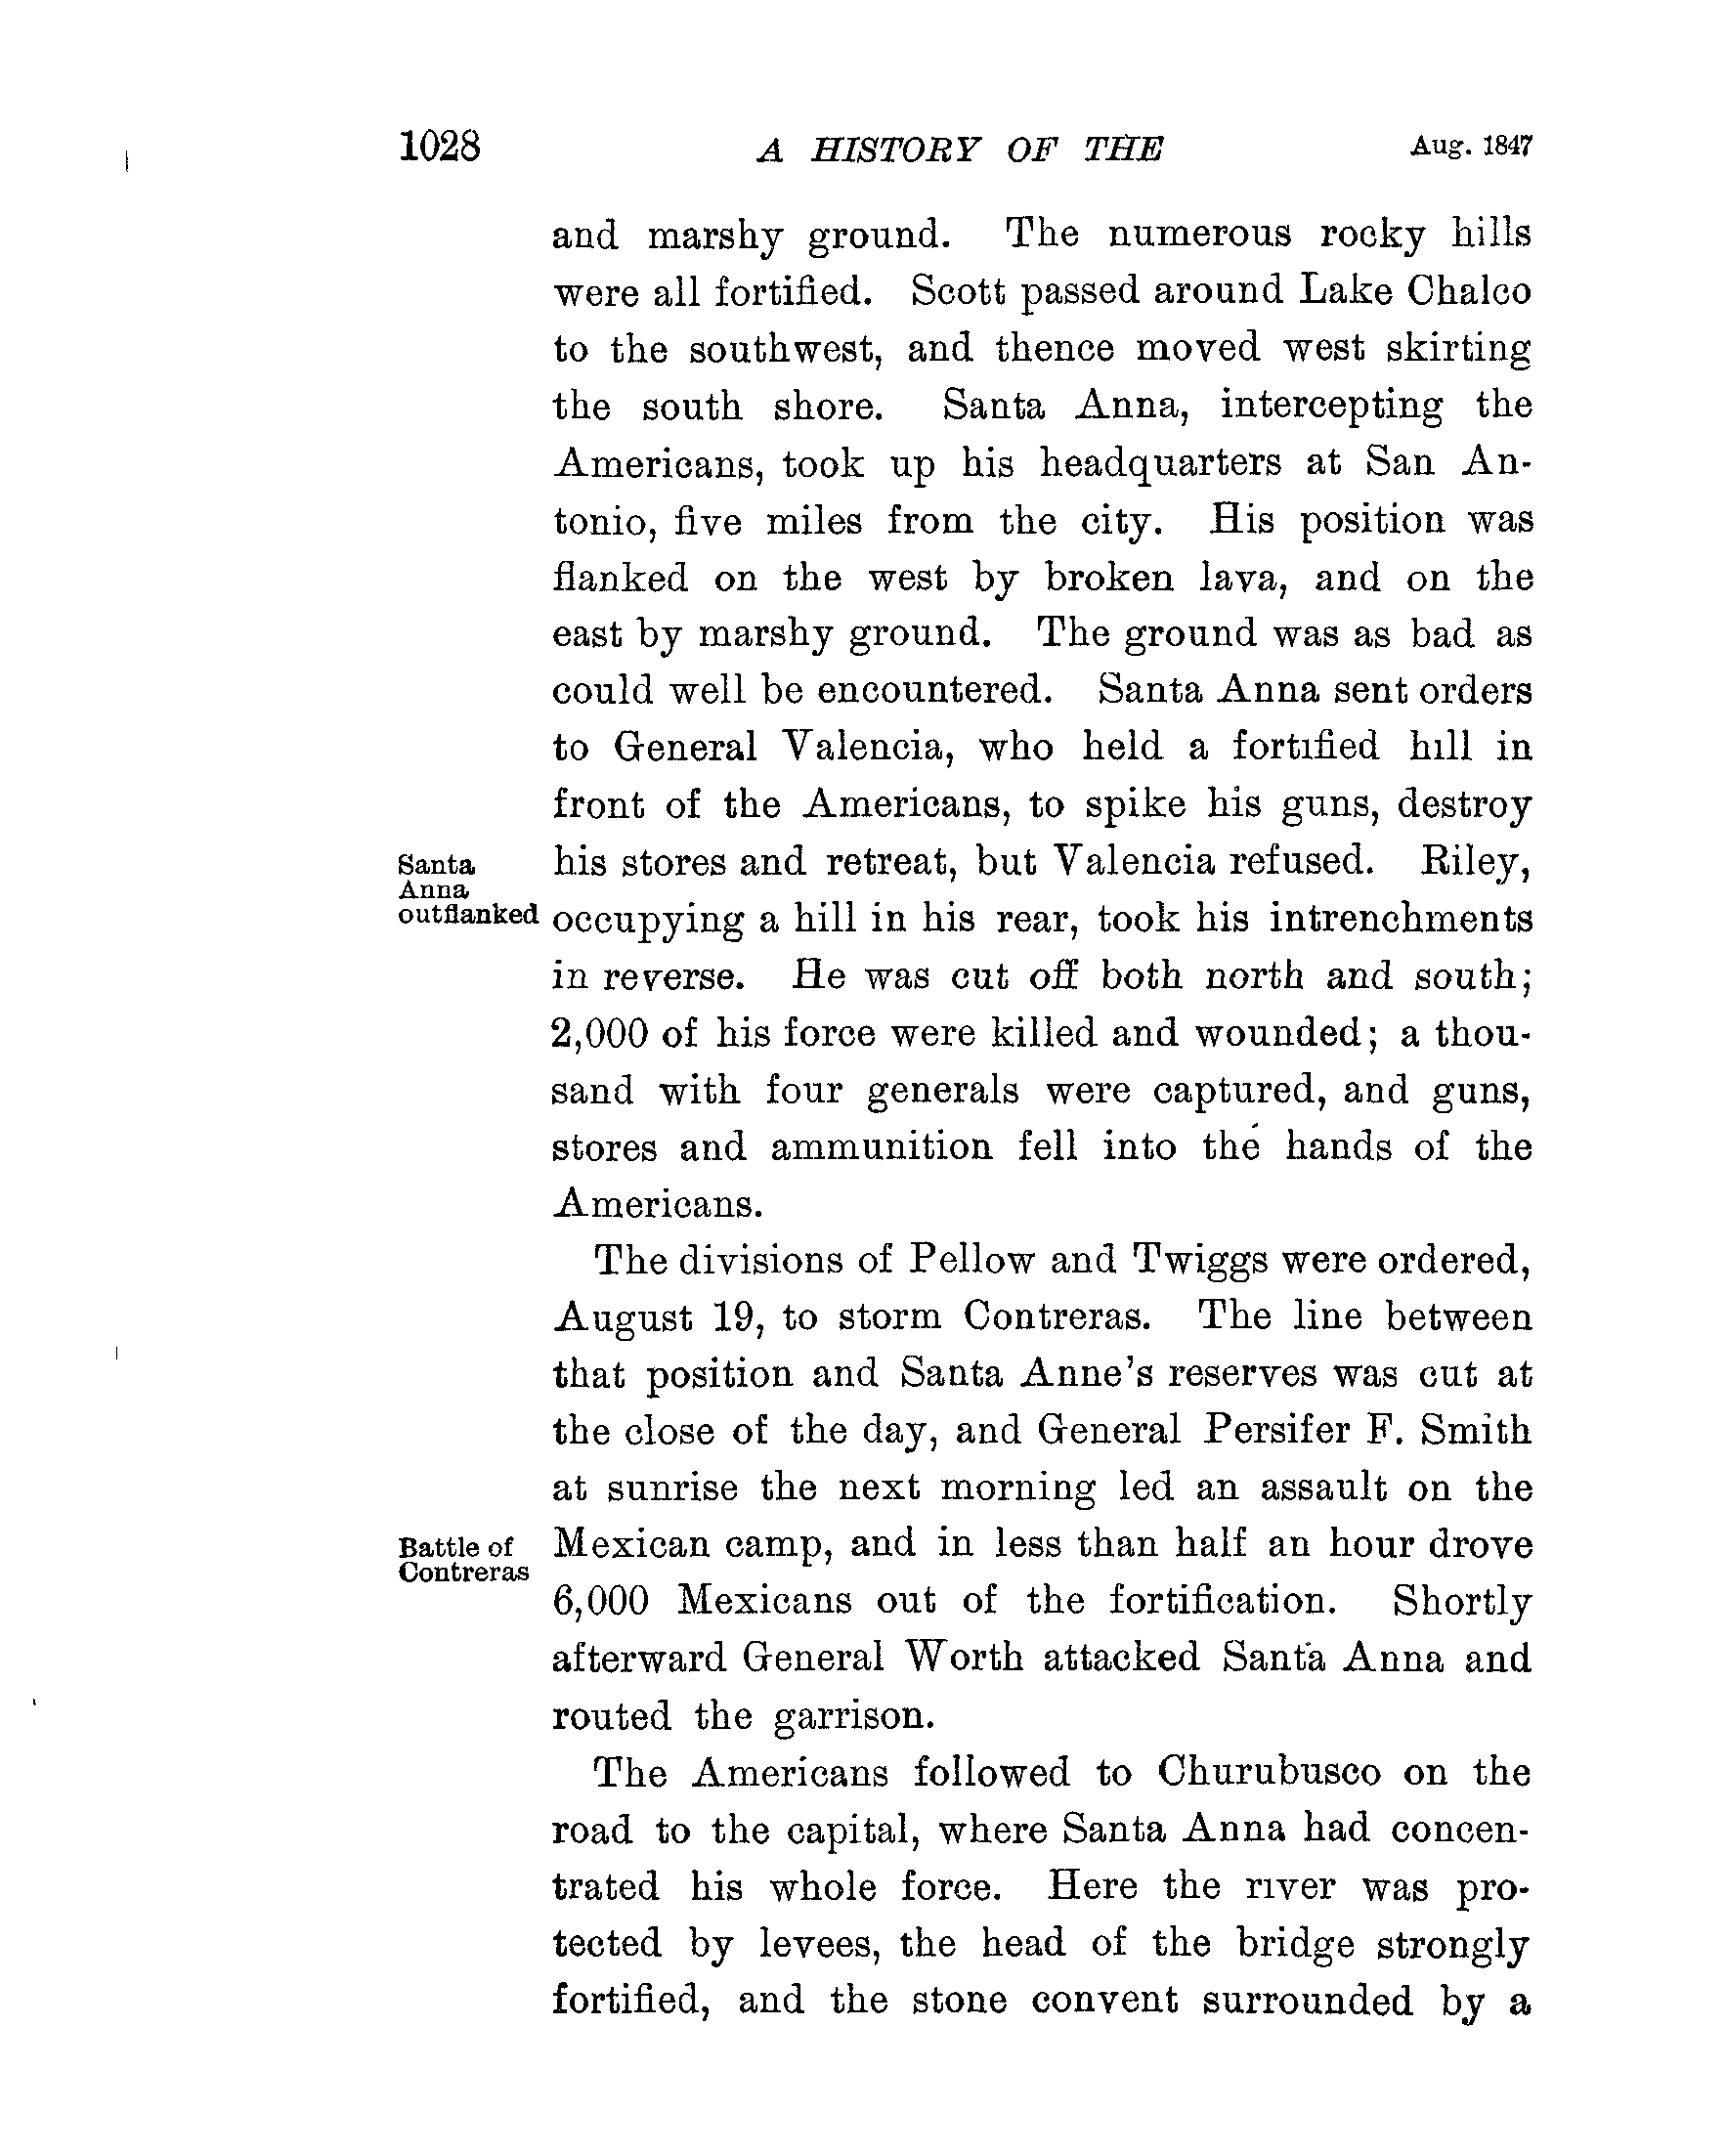 1028 A HISTORY OF THE Aug. 1847
and marshy ground. The numerous rocky hills
were all fortified. Scott passed around Lake Chalco
to the southwest, and thence moved west skirting
the south shore. Santa Anna, intercepting the
Americans, took up his headquarters at San An-
tonio, five miles from the city. His position was
flanked on the west by broken lava, and on the
east by marshy ground. The ground was as bad as
could well be encountered. Santa Anna sent orders
to General Valencia, who held a fortified hill in
front of the Americans, to spike his guns, destroy
Santa
Anna
outflanked
his stores and retreat, but Valencia refused. Riley,
occupying a hill in his rear, took his intrenchments
in reverse. He was cut off both north and south;
2,000 of his force were killed and wounded; a thou-
sand with four generals were captured, and guns,
stores and ammunition fell into the hands of the
Americans.
The divisions of Pellow and Twiggs were ordered,
August 19, to storm Contreras. The line between
that position and Santa Anne's reserves was cut at
the close of the day, and General Persifer F. Smith
at sunrise the next morning led an assault on the
Battle of
Contreras
Mexican camp, and in less than half an hour drove
6,000 Mexicans out of the fortification. Shortly
afterward General Worth attacked Santa Anna and
routed the garrison.
The Americans followed to Churubusco on the
road to the capital, where Santa Anna had concen-
trated his whole force. Here the river was pro-
tected by levees, the head of the bridge strongly
fortified, and the stone convent surrounded by a